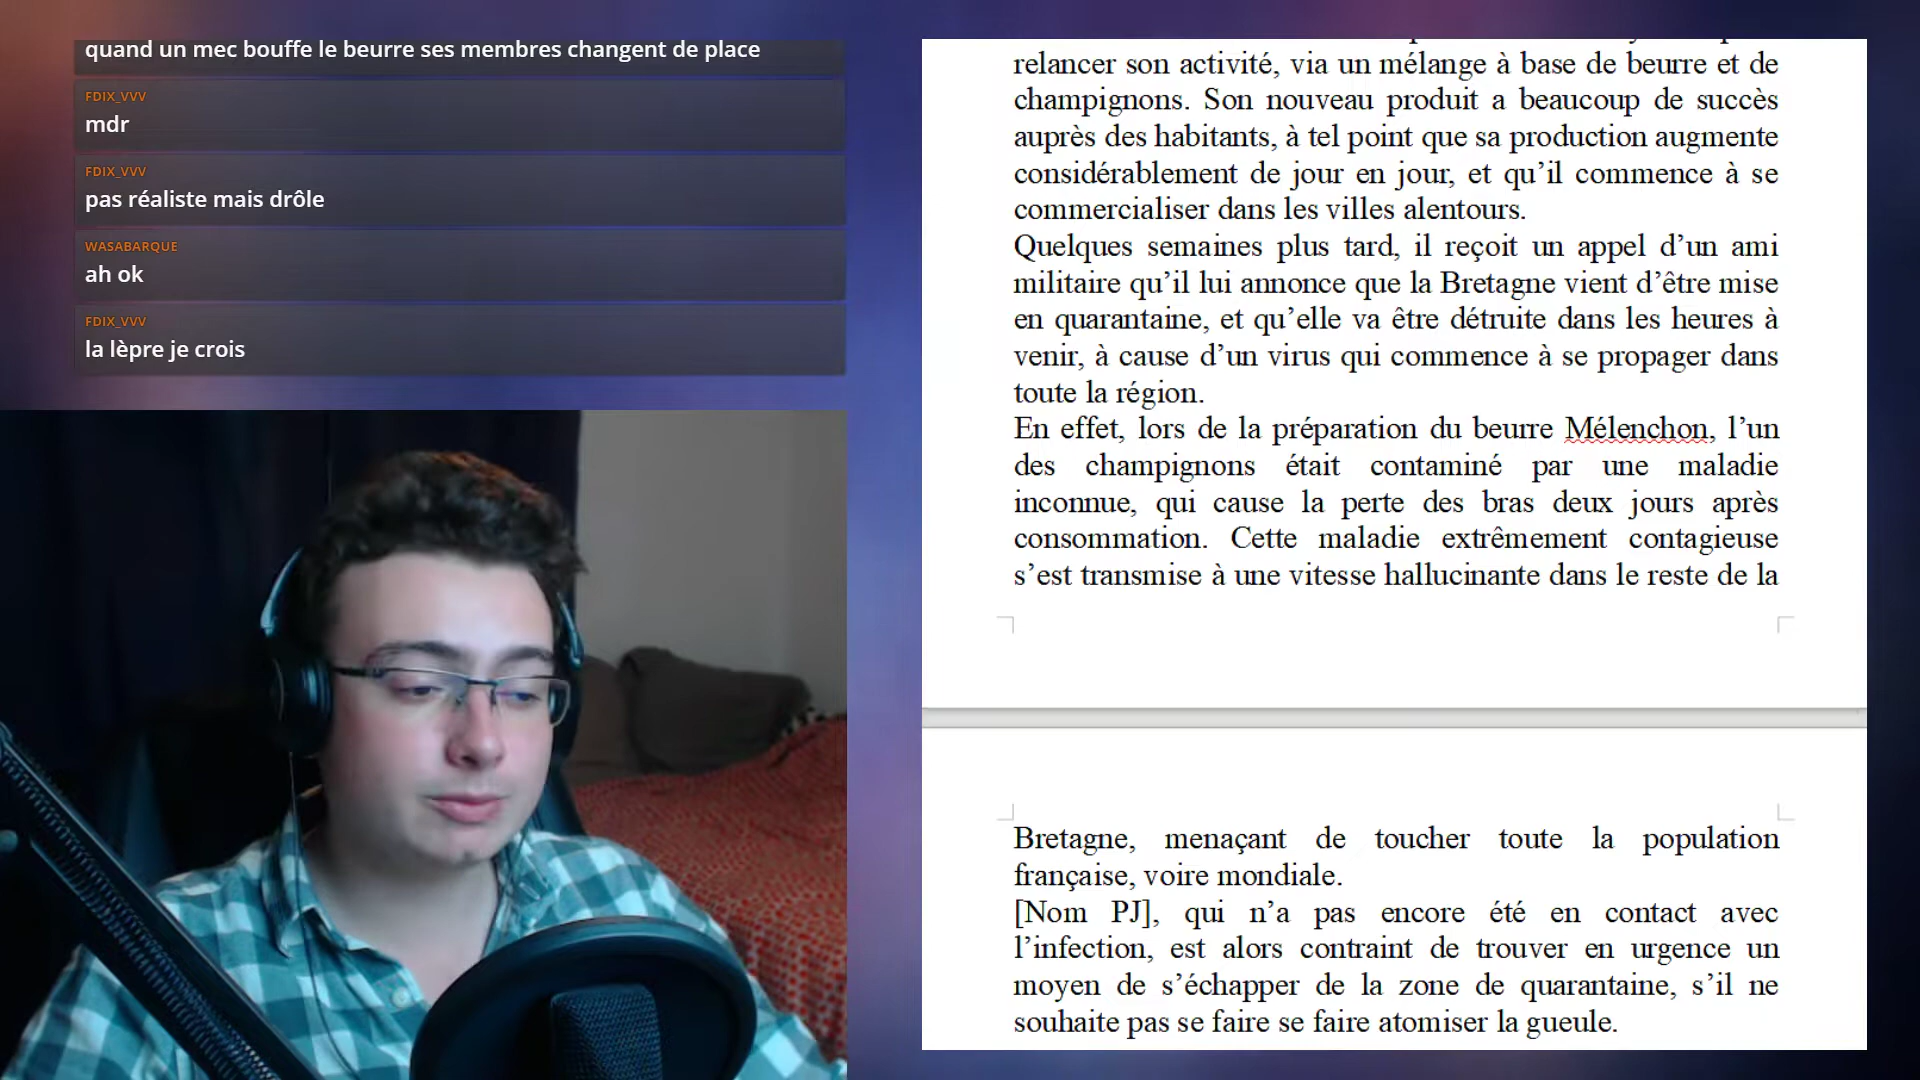 quand un mec bouffe le beurre ses membres changent de place
FDIX_VVV
mdr
FDIX_VVV
pas réaliste mais drôle
WASABARQUE
ah ok
FDIX_VVV
la lèpre je crois
relancer son activité, via un mélange à base de beurre et de
champignons. Son nouveau produit a beaucoup de succès
auprès des habitants, à tel point que sa production augmente
considérablement de jour en jour, et qu’il commence à se
commercialiser dans les villes alentours.
Quelques semaines plus tard, il reçoit un appel d’un ami
militaire qu’il lui annonce que la Bretagne vient d’être mise
en quarantaine, et qu’elle va être détruite dans les heures à
venir, à cause d’un virus qui commence à se propager dans
toute la région.
En effet, lors de la préparation du beurre Mélenchon, l’un
des champignons était contaminé par une maladie
inconnue, qui cause la perte des bras deux jours après
consommation. Cette maladie extrêmement contagieuse
s’est transmise à une vitesse hallucinante dans le reste de la
Bretagne, menaçant de toucher toute la population
française, voire mondiale.
[Nom PJ], qui n’a pas encore été en contact avec
l’infection, est alors contraint de trouver en urgence un
moyen de s’échapper de la zone de quarantaine, s’il ne
souhaite pas se faire se faire atomiser la gueule.